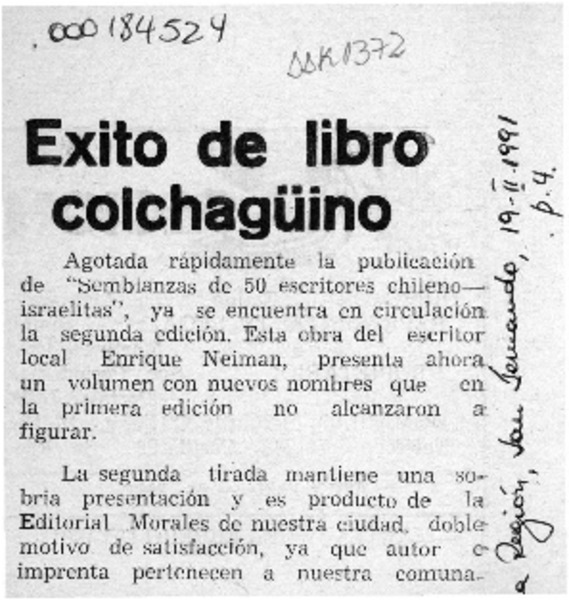 000184524
Exito de libro
colchagüino
Agotada rápidamente la publicación
de "Semblanzas de 50 escritores chileno—
israelitas", ya se encuentra en circulación
la segunda edición. Esta obra del escritor
local Enrique Neiman, presenta ahora
un volumen con nuevos nombres que en
la primera edición no alcanzaron a
figurar.
La segunda tirada mantiene una so-
bria presentación y es producto de la
Editorial Morales de nuestra ciudad, doble
motivo de satisfacción, ya que autor e
imprenta pertenecen a nuestra comuna.
a Región, San Fernando, 19-II-1991
p. 4.